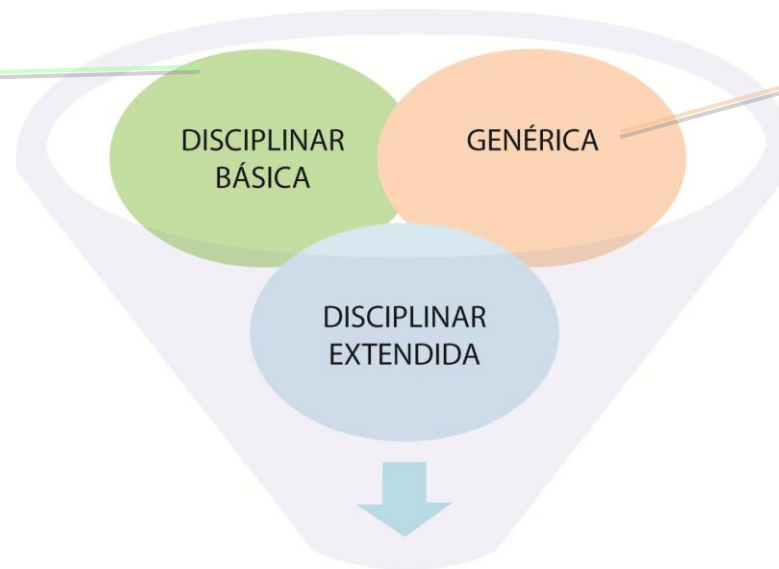 DISCIPLINAR
BÁSICA
GENÉRICA
DISCIPLINAR
EXTENDIDA